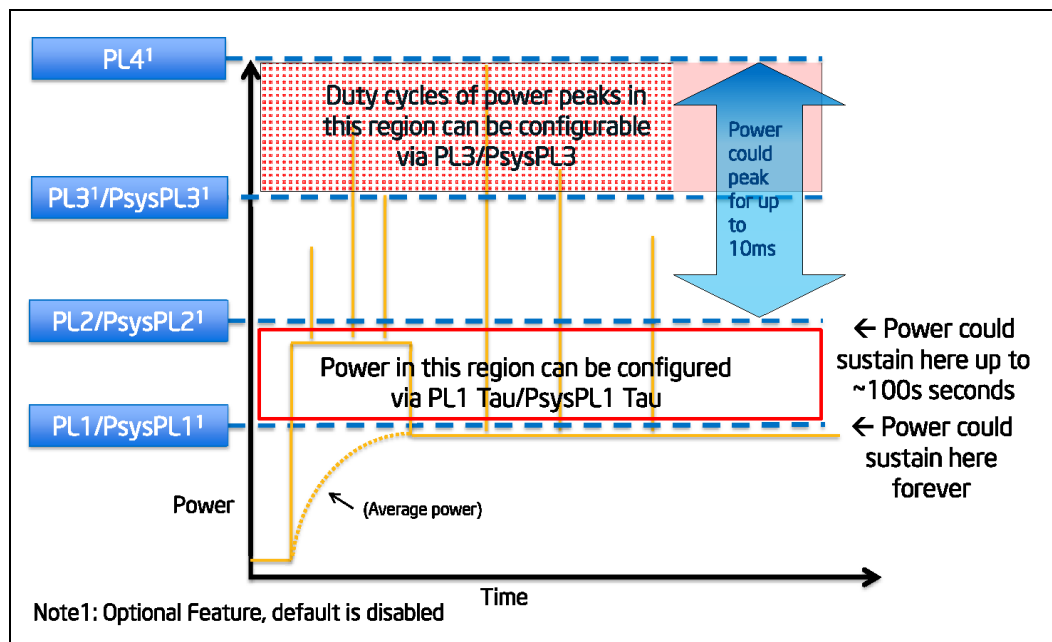 PL4¹
Duty cycles of power peaks in
this region can be configurable
via PL3/PsysPL3
Power
could
peak
for up
to
10ms
PL3¹/PsysPL3¹
PL2/PsysPL2¹
← Power could
sustain here up to
~100s seconds
Power in this region can be configured
via PL1 Tau/PsysPL1 Tau
PL1/PsysPL1¹
← Power could
sustain here
forever
Power
(Average power)
Time
Note1: Optional Feature, default is disabled